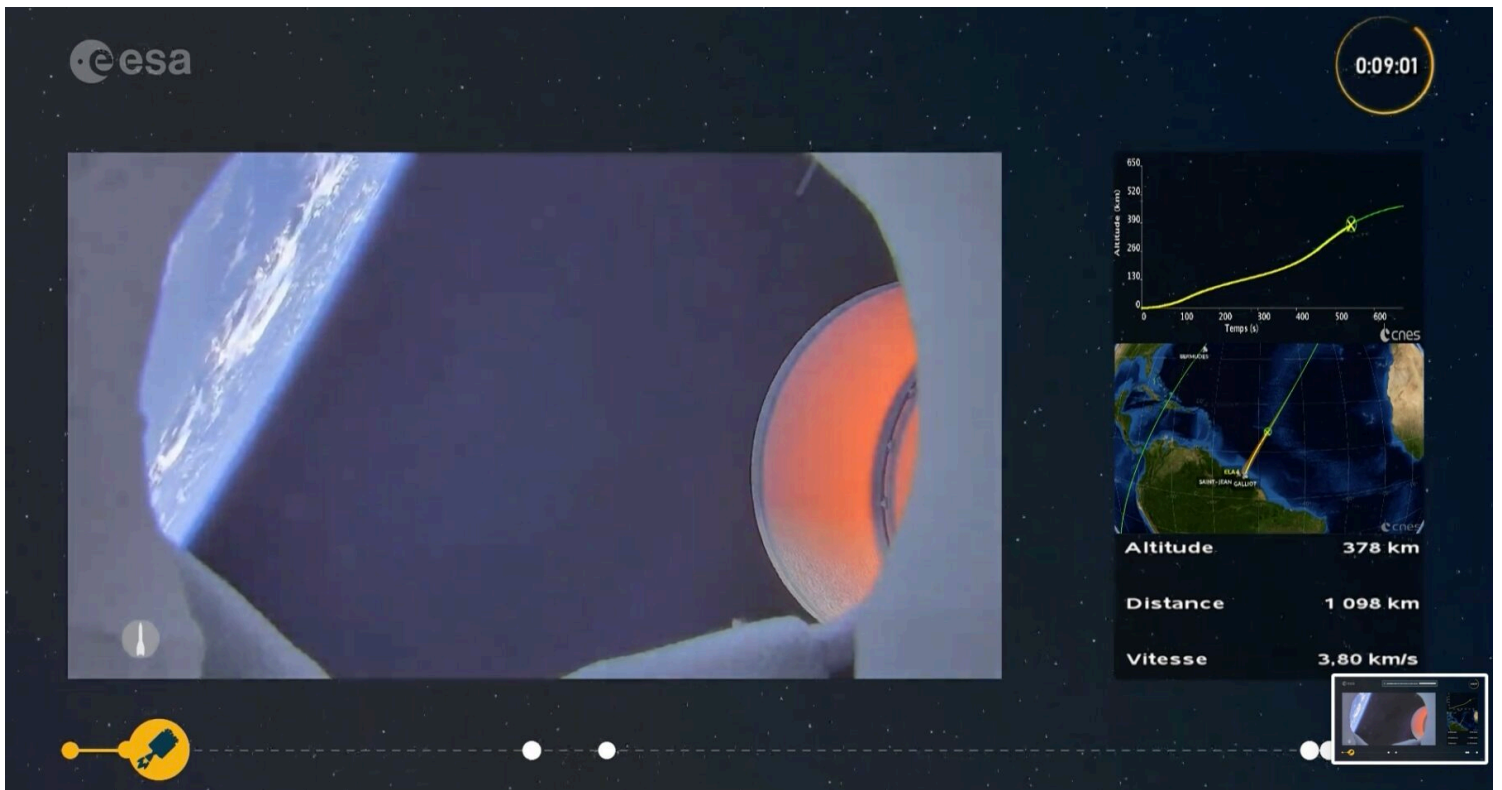 esa
0:09:01
Altitude (km)
650
520
390
260
130
0
0 100 200 300 400 500 600
Temps (s)
cnes
BERMUDES
ELA4
SAINT-JEAN GALLIOT
cnes
Altitude 378 km
Distance 1 098 km
Vitesse 3,80 km/s